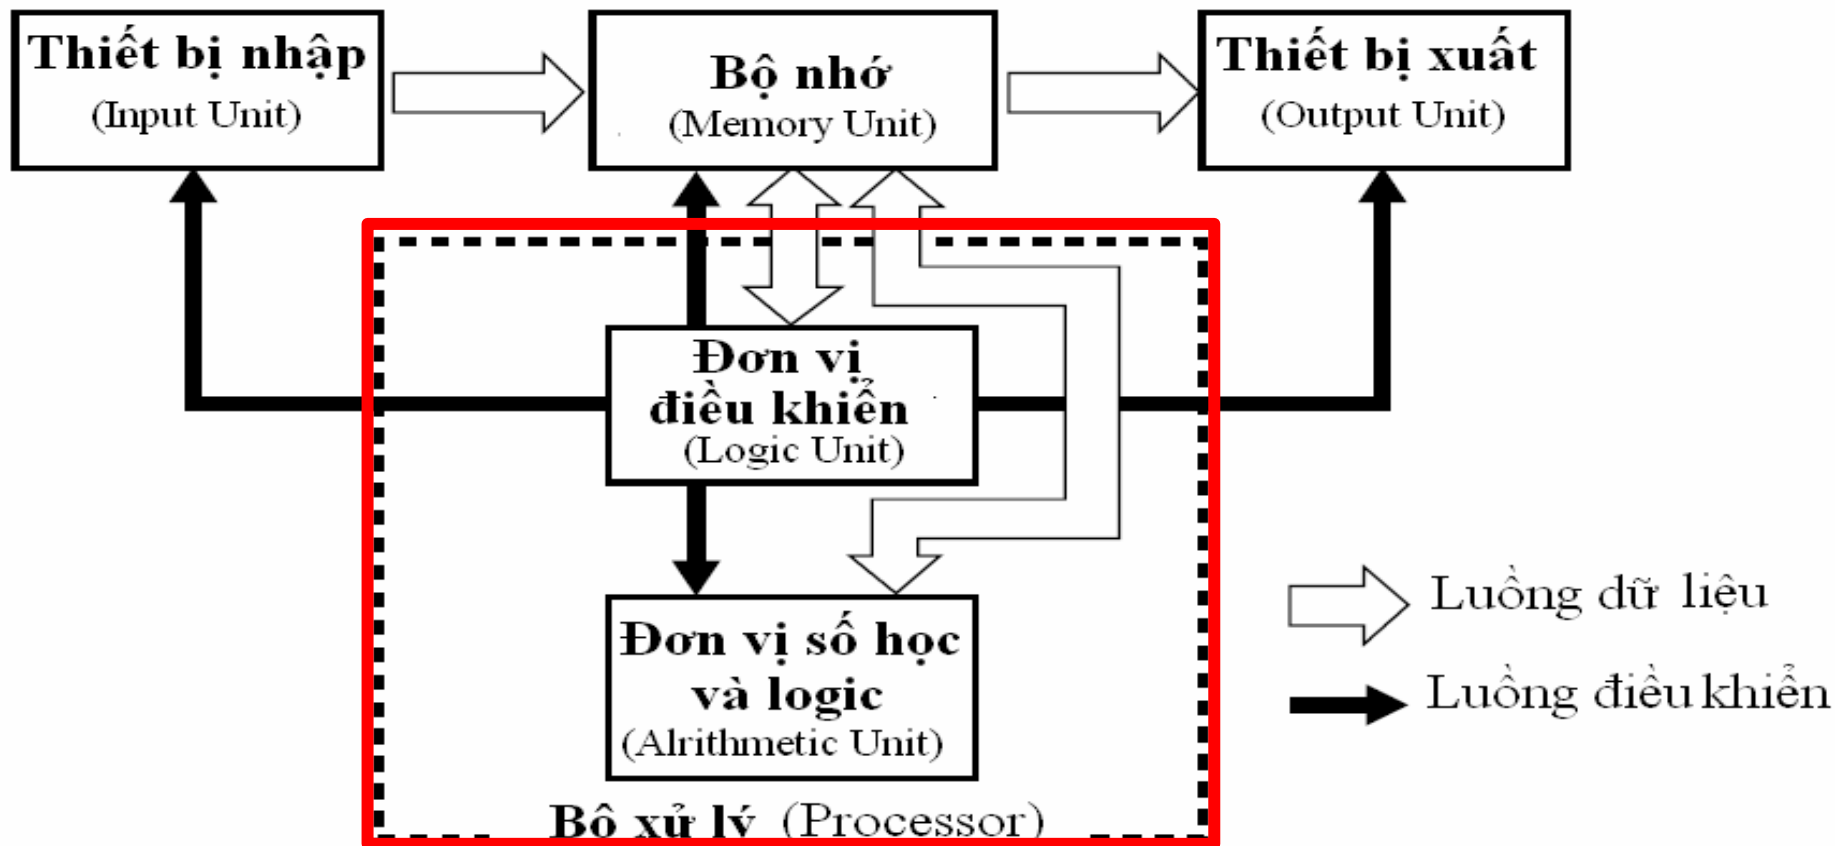 Thiết bị nhập
(Input Unit)
Bộ nhớ
(Memory Unit)
Thiết bị xuất
(Output Unit)
Đơn vị
điều khiển
(Logic Unit)
Đơn vị số học
và logic
(Alrithmetic Unit)
Bộ xử lý (Processor)
Luồng dữ liệu
Luồng điều khiển